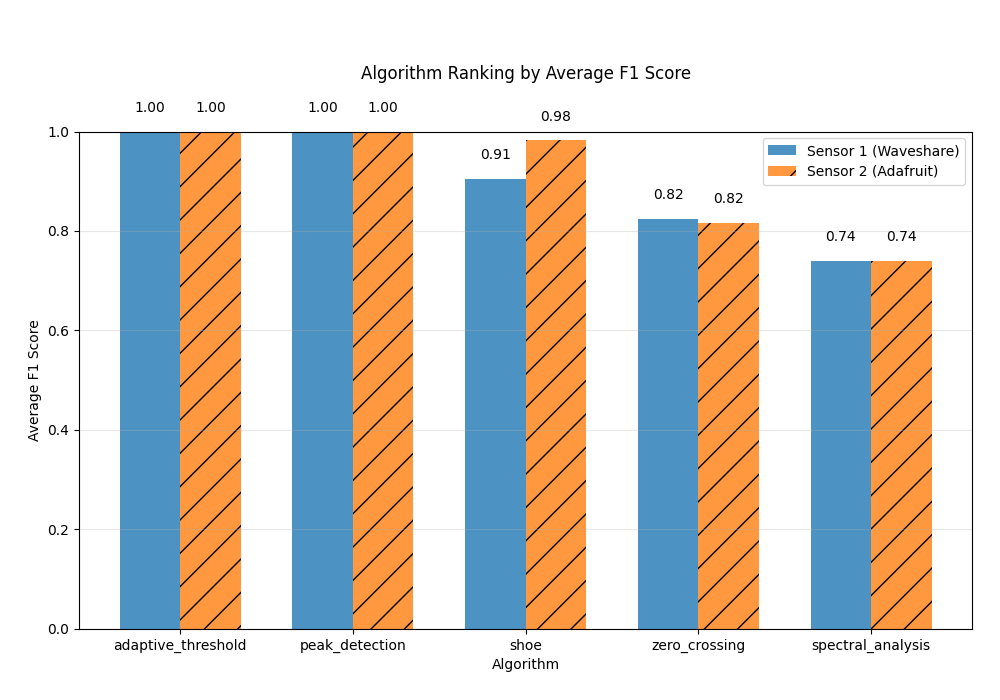 Algorithm Ranking by Average F1 Score
1.00 1.00 1.00 1.00 0.91 0.98 0.82 0.82 0.74 0.74
Sensor 1 (Waveshare)
Sensor 2 (Adafruit)
Average F1 Score
1.0
0.8
0.6
0.4
0.2
0.0
adaptive_threshold peak_detection shoe zero_crossing spectral_analysis
Algorithm